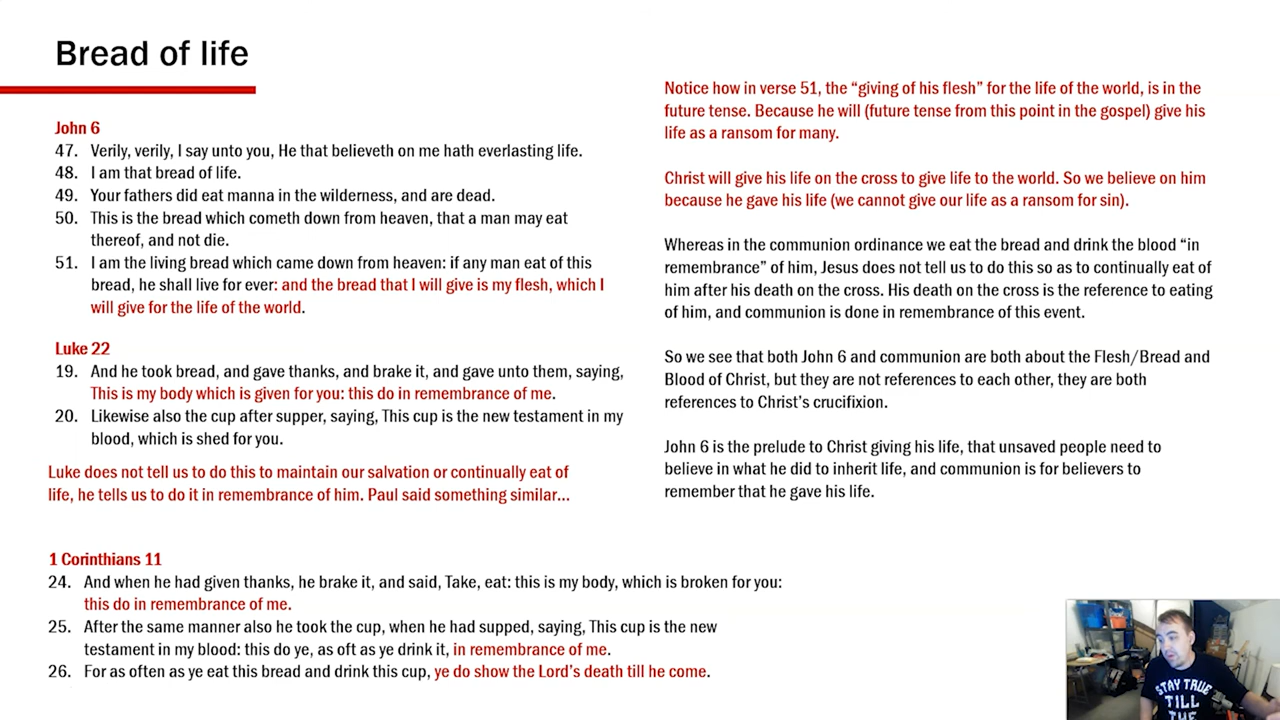 Bread of life
John 6
47. Verily, verily, I say unto you, He that believeth on me hath everlasting life.
48. I am that bread of life.
49. Your fathers did eat manna in the wilderness, and are dead.
50. This is the bread which cometh down from heaven, that a man may eat
thereof, and not die.
51. I am the living bread which came down from heaven: if any man eat of this
bread, he shall live for ever: and the bread that I will give is my flesh, which I
will give for the life of the world.
Luke 22
19. And he took bread, and gave thanks, and brake it, and gave unto them, saying,
This is my body which is given for you: this do in remembrance of me.
20. Likewise also the cup after supper, saying, This cup is the new testament in my
blood, which is shed for you.
Luke does not tell us to do this to maintain our salvation or continually eat of
life, he tells us to do it in remembrance of him. Paul said something similar...
1 Corinthians 11
24. And when he had given thanks, he brake it, and said, Take, eat: this is my body, which is broken for you:
this do in remembrance of me.
25. After the same manner also he took the cup, when he had supped, saying, This cup is the new
testament in my blood: this do ye, as oft as ye drink it, in remembrance of me.
26. For as often as ye eat this bread and drink this cup, ye do show the Lord's death till he come.
Notice how in verse 51, the “giving of his flesh” for the life of the world, is in the
future tense. Because he will (future tense from this point in the gospel) give his
life as a ransom for many.
Christ will give his life on the cross to give life to the world. So we believe on him
because he gave his life (we cannot give our life as a ransom for sin).
Whereas in the communion ordinance we eat the bread and drink the blood “in
remembrance” of him, Jesus does not tell us to do this so as to continually eat of
him after his death on the cross. His death on the cross is the reference to eating
of him, and communion is done in remembrance of this event.
So we see that both John 6 and communion are both about the Flesh/Bread and
Blood of Christ, but they are not references to each other, they are both
references to Christ's crucifixion.
John 6 is the prelude to Christ giving his life, that unsaved people need to
believe in what he did to inherit life, and communion is for believers to
remember that he gave his life.
STAY TRUE
TILL
THE